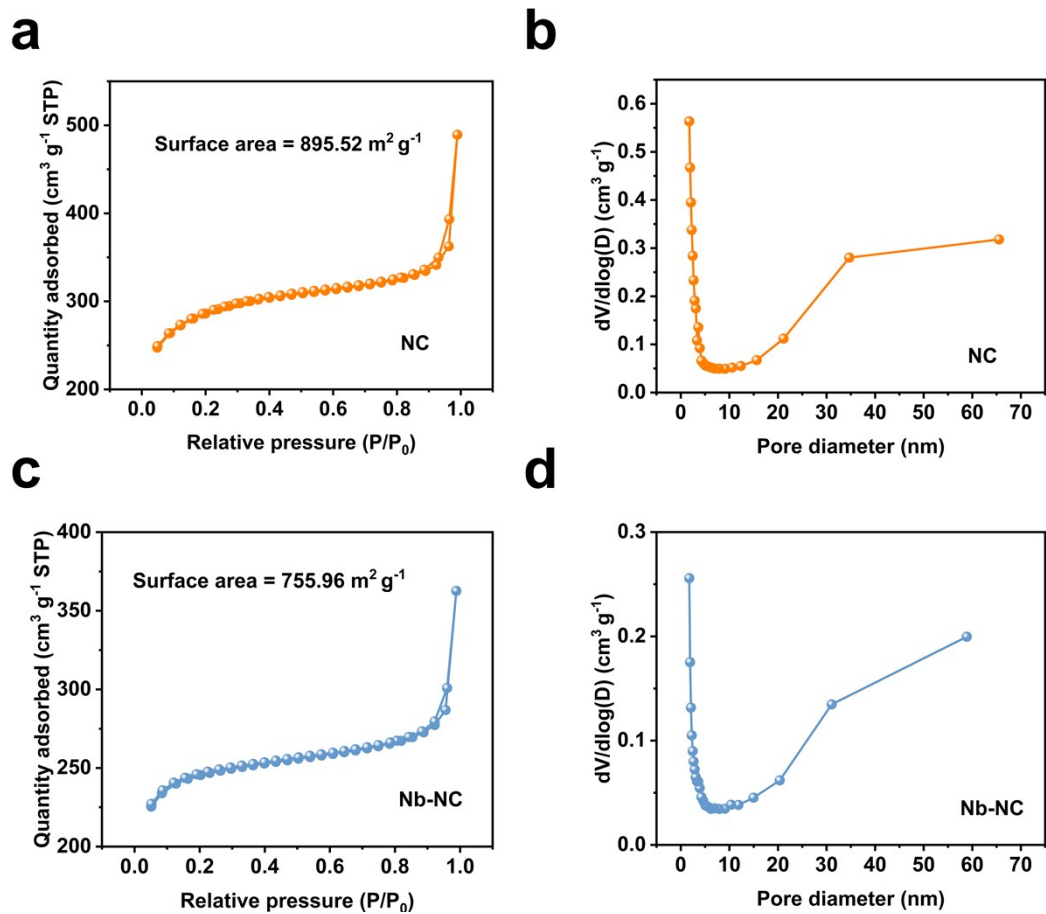 a
Quantity adsorbed (cm³ g⁻¹ STP)
500
400
300
200
Surface area = 895.52 m² g⁻¹
NC
0.0 0.2 0.4 0.6 0.8 1.0
Relative pressure (P/P₀)
b
dV/dlog(D) (cm³ g⁻¹)
0.6
0.5
0.4
0.3
0.2
0.1
0.0
NC
0 10 20 30 40 50 60 70
Pore diameter (nm)
c
Quantity adsorbed (cm³ g⁻¹ STP)
400
350
300
250
200
Surface area = 755.96 m² g⁻¹
Nb-NC
0.0 0.2 0.4 0.6 0.8 1.0
Relative pressure (P/P₀)
d
dV/dlog(D) (cm³ g⁻¹)
0.3
0.2
0.1
0.0
Nb-NC
0 10 20 30 40 50 60 70
Pore diameter (nm)